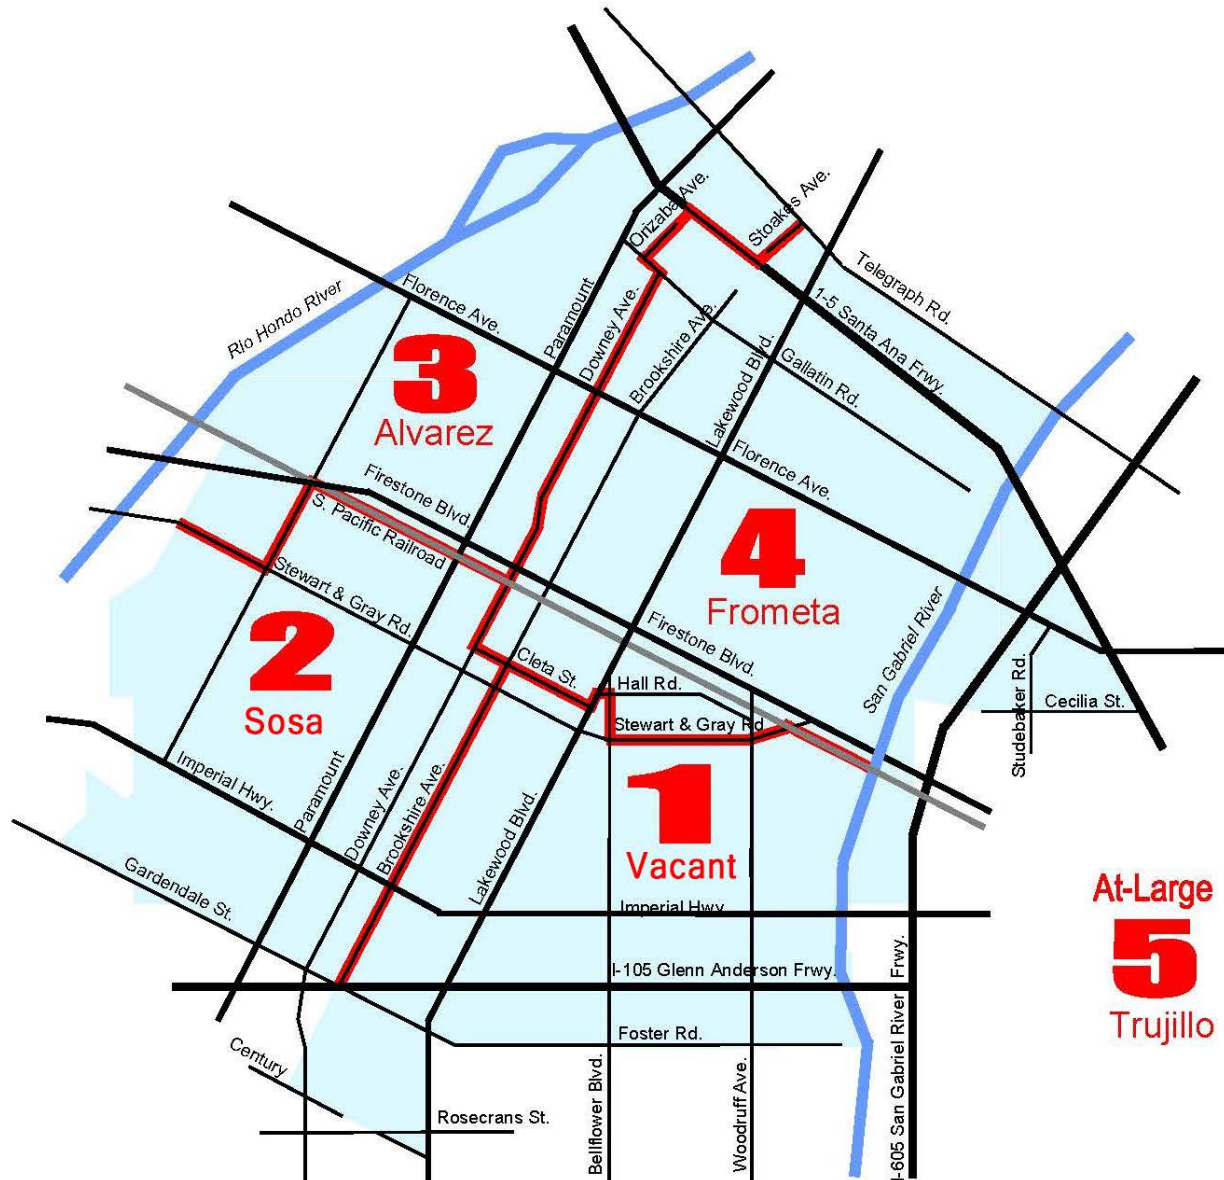 Orizaba Ave.
Stoakes Ave.
Telegraph Rd.
1-5 Santa Ana Frwy.
Rio Hondo River
Florence Ave.
Paramount
Downey Ave.
Brookshire Ave.
Lakewood Blvd.
Gallatin Rd.
3
Alvarez
Florence Ave.
Firestone Blvd.
S. Pacific Railroad
4
Frometa
Stewart & Gray Rd.
2
Sosa
Cleta St.
Firestone Blvd.
San Gabriel River
Hall Rd.
Stewart & Gray Rd
Studebaker Rd.
Cecilia St.
Imperial Hwy.
Paramount
Downey Ave.
Brookshire Ave.
Lakewood Blvd.
1
Vacant
Gardendale St.
Imperial Hwy
At-Large
5
Trujillo
I-105 Glenn Anderson Frwy.
Foster Rd.
Century
Rosecrans St.
Bellflower Blvd.
Woodruff Ave.
I-605 San Gabriel River Frwy.